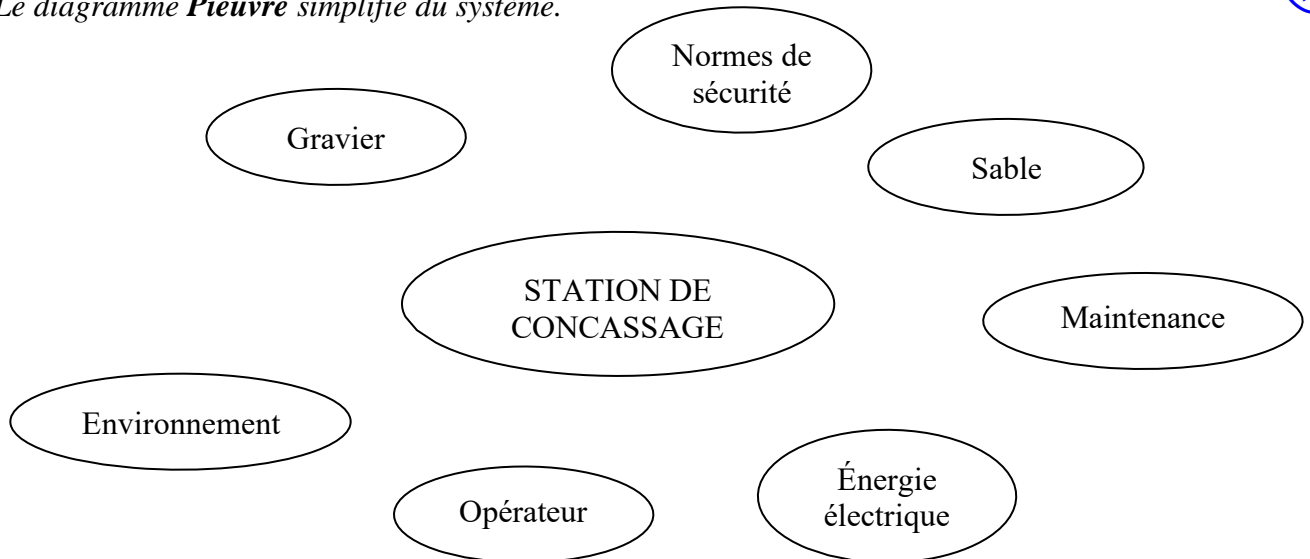 Le diagramme Pieuvre simplifié du système.
Normes de
sécurité
Gravier
Sable
STATION DE
CONCASSAGE
Maintenance
Environnement
Énergie
électrique
Opérateur